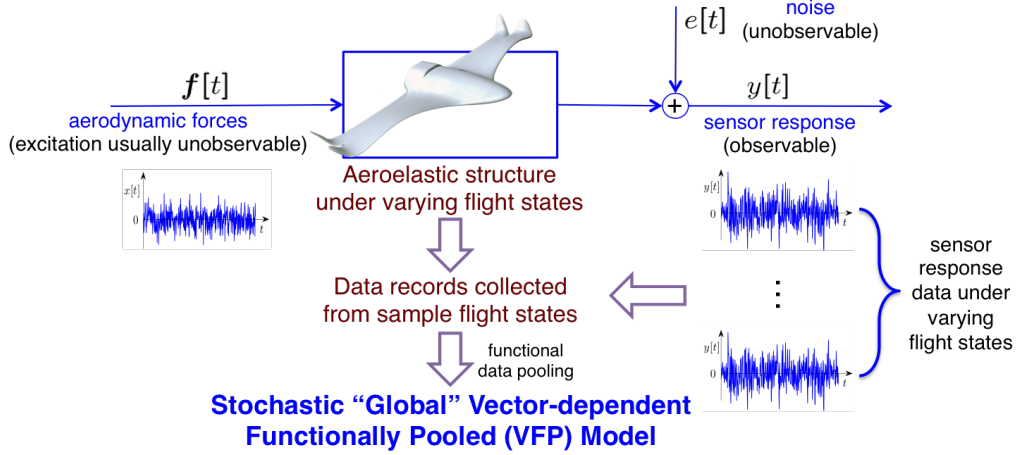 noise
e[t]
(unobservable)
f[t]
y[t]
aerodynamic forces
(excitation usually unobservable)
+
sensor response
(observable)
Aeroelastic structure
under varying flight states
x[t]
0
t
y[t]
0
t
sensor
response
data under
varying
flight states
Data records collected
from sample flight states
⋮
y[t]
0
t
functional
data pooling
Stochastic “Global” Vector-dependent
Functionally Pooled (VFP) Model